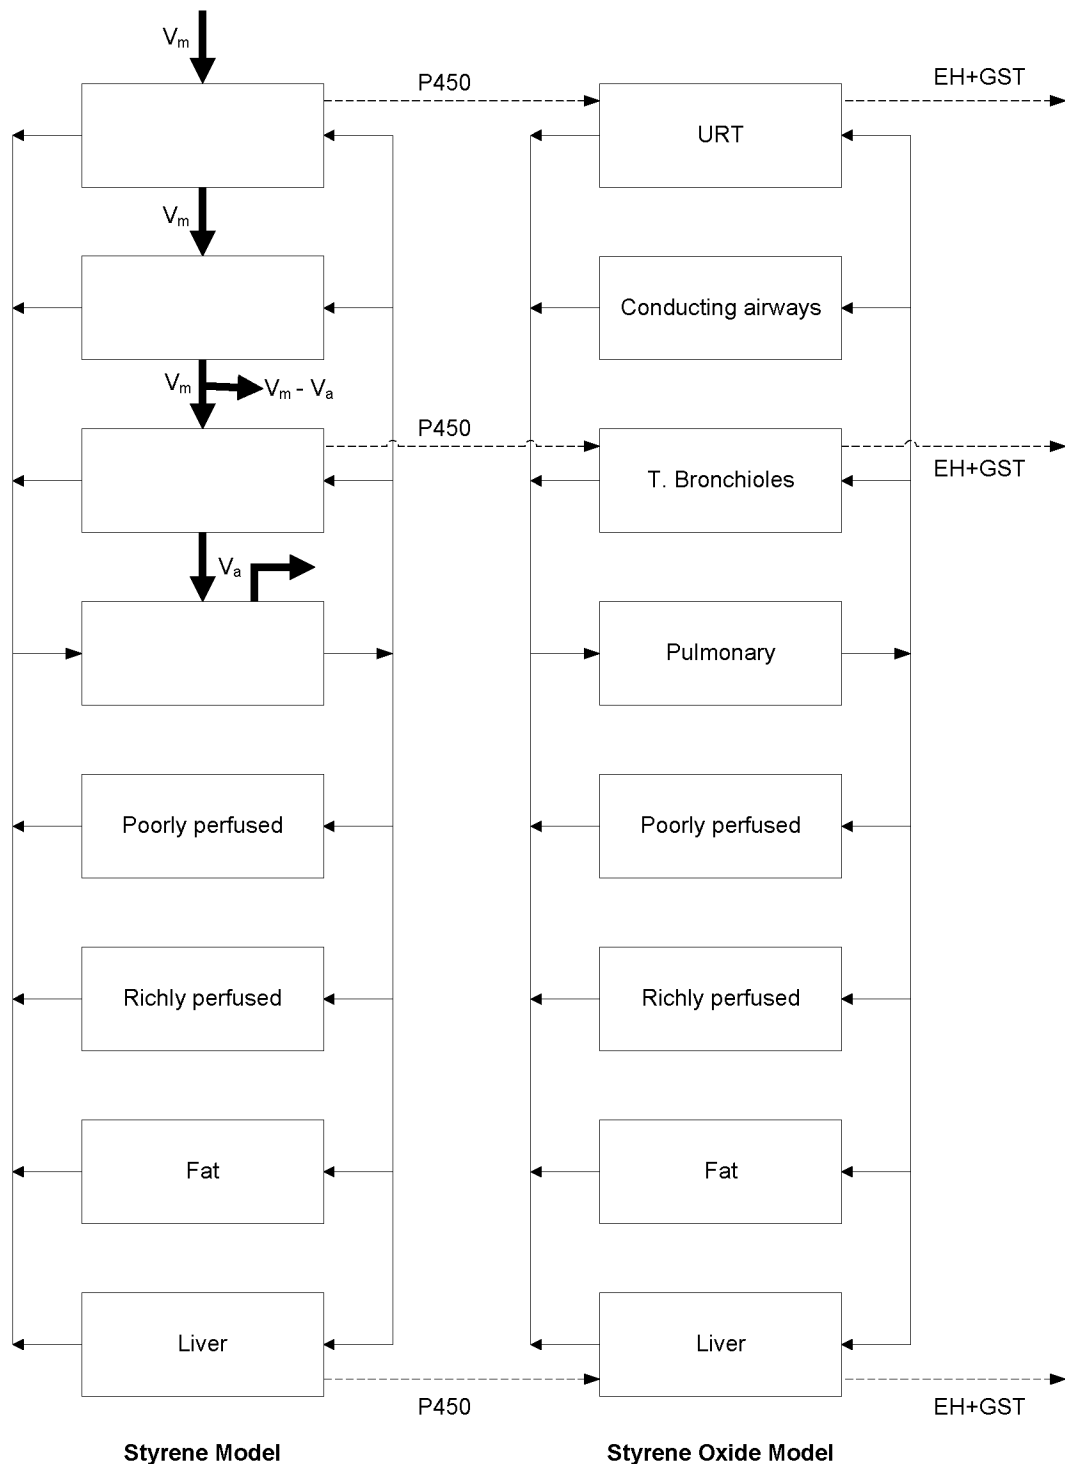 Vm
P450
EH+GST
URT
Vm
Conducting airways
Vm
Vm - Va
P450
EH+GST
T. Bronchioles
Va
Pulmonary
Poorly perfused
Poorly perfused
Richly perfused
Richly perfused
Fat
Fat
Liver
Liver
P450
EH+GST
Styrene Model
Styrene Oxide Model